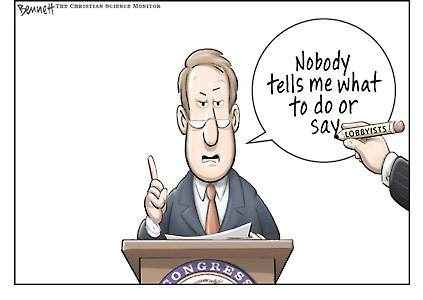 Bennett THE CHRISTIAN SCIENCE MONITOR
Nobody
tells me what
to do or
say
LOBBYISTS
CONGRESS